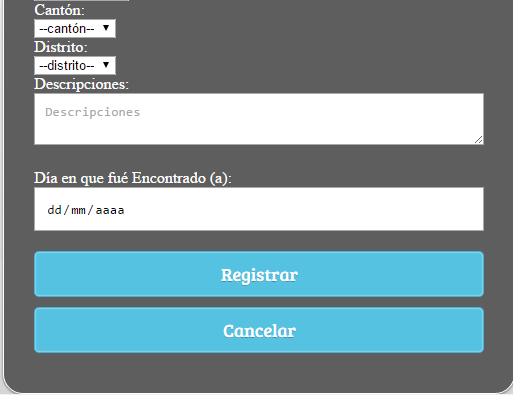 Cantón:
--cantón--
Distrito:
--distrito--
Descripciones:
Descripciones
Día en que fué Encontrado (a):
dd/mm/aaaa
Registrar
Cancelar